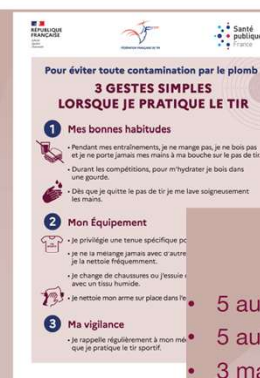 RÉPUBLIQUE
FRANÇAISE
FÉDÉRATION FRANÇAISE DE TIR
Santé
publique
France
Pour éviter toute contamination par le plomb
3 GESTES SIMPLES
LORSQUE JE PRATIQUE LE TIR
1 Mes bonnes habitudes
• Pendant mes entraînements, je ne mange pas, je ne bois pas
et je ne porte jamais mes mains à ma bouche sur le pas de tir.
• Durant les compétitions, pour m'hydrater je bois dans
une gourde.
• Dès que je quitte le pas de tir je me lave soigneusement
les mains.
2 Mon Équipement
• Je privilégie une tenue spécifique
• Je ne la mélange jamais avec d'autre
je la nettoie fréquemment.
• Je change de chaussures ou j'essuie
avec un tissu humide.
• Je nettoie mon arme sur place dans
3 Ma vigilance
• Je rappelle régulièrement à mon
que je pratique le tir sportif.
• 5 au
• 5 au
• 3 ma